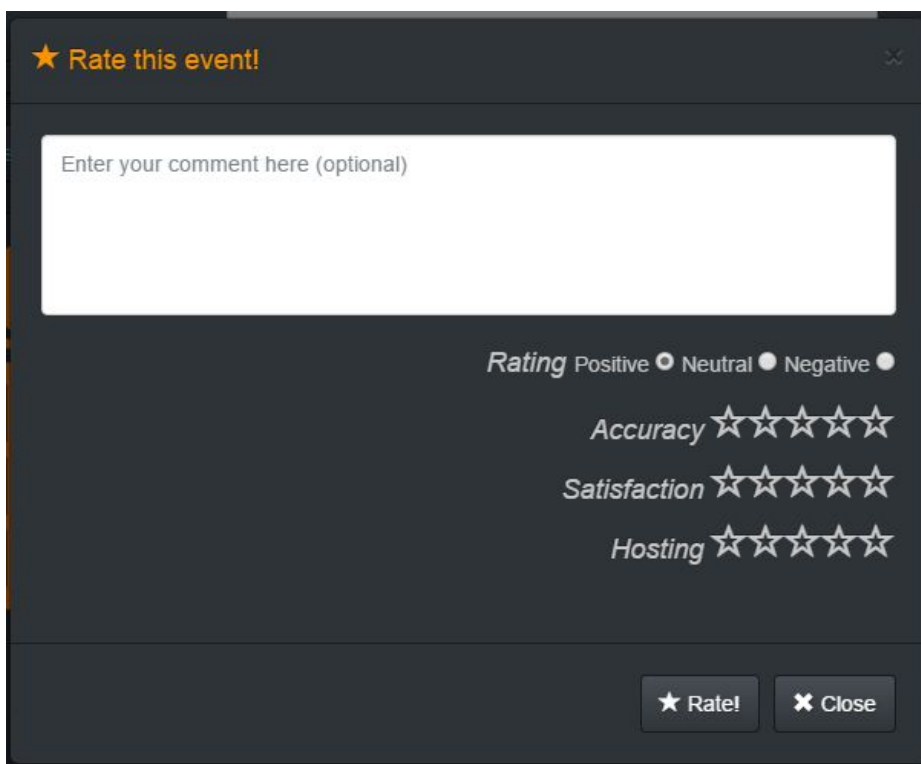 Rate this event!
Enter your comment here (optional)
Rating Positive Neutral Negative
Accuracy
Satisfaction
Hosting
Rate! Close